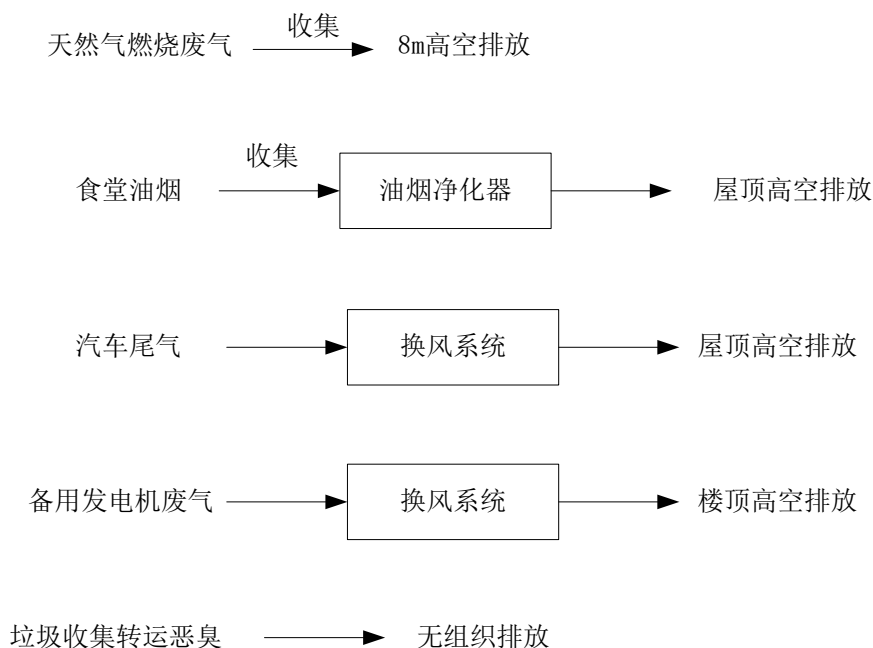 天然气燃烧废气 收集 8m高空排放
食堂油烟 收集 油烟净化器 屋顶高空排放
汽车尾气 换风系统 屋顶高空排放
备用发电机废气 换风系统 楼顶高空排放
垃圾收集转运恶臭 无组织排放